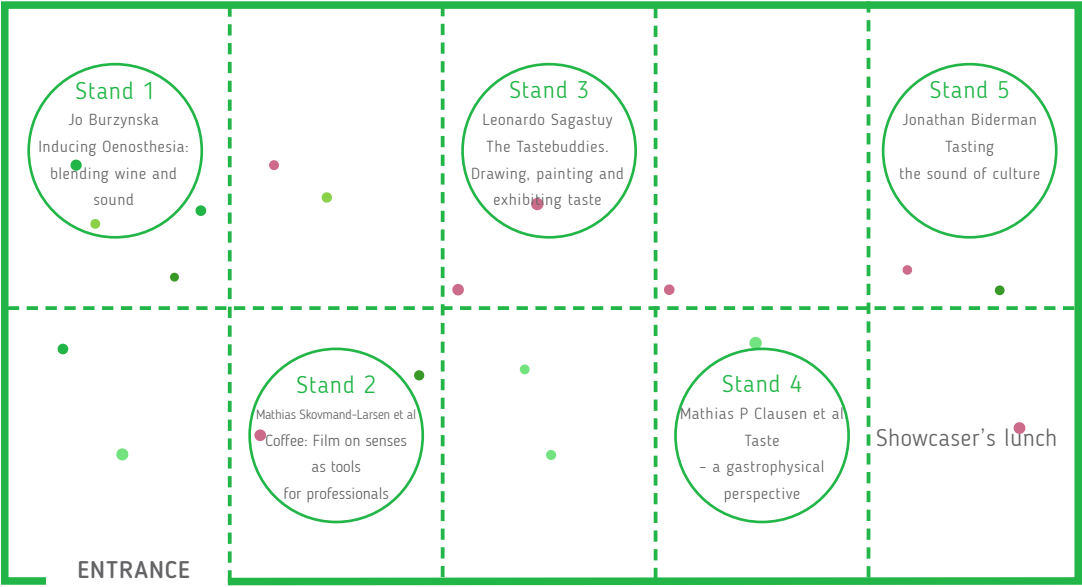 Stand 1
Jo Burzynska
Inducing Oenosthesia:
blending wine and
sound
Stand 3
Leonardo Sagastuy
The Tastebuddies.
Drawing, painting and
exhibiting taste
Stand 5
Jonathan Biderman
Tasting
the sound of culture
Stand 2
Mathias Skovmand-Larsen et al
Coffee: Film on senses
as tools
for professionals
Stand 4
Mathias P Clausen et al
Taste
– a gastrophysical
perspective
Showcaser's lunch
ENTRANCE